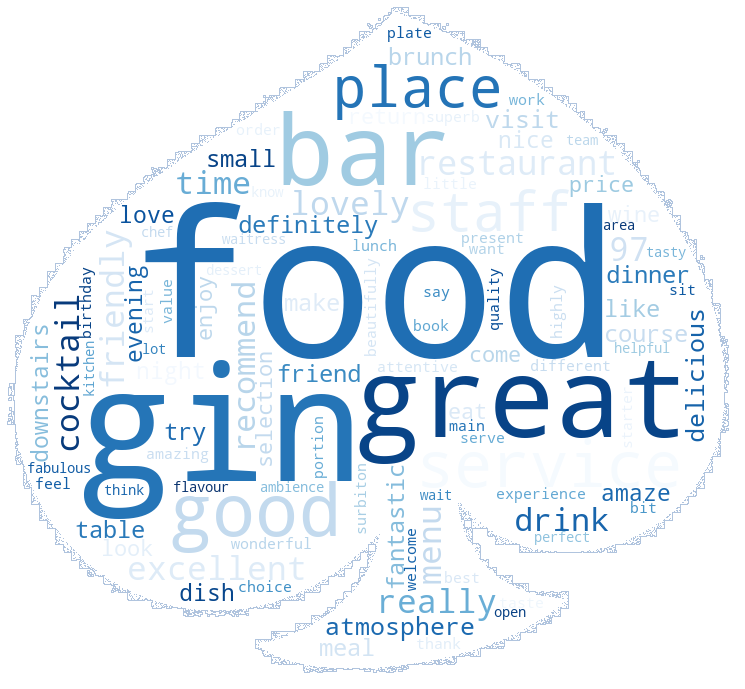 plate
brunch
place
work
return
superb
visit
order
bar
nice
team
small
restaurant
time
little
price
know
lovely
staff
love
wine
definitely
area
chef
waitress
present
97
friendly
food
lunch
want
tasty
dessert
evening
birthday
dinner
beautifully
say
quality
sit
value
start
enjoy
recommend
make
highly
like
book
course
cocktail
downstairs
kitchen
lot
come
helpful
delicious
night
selection
friend
attentive
different
gin
great
eat
starter
try
main
serve
portion
amazing
service
fabulous
feel
think
flavour
ambience
surbiton
fantastic
wait
experience
amaze
good
menu
bit
table
drink
look
wonderful
perfect
excellent
welcome
best
dish
choice
really
open
atmosphere
meal
thank